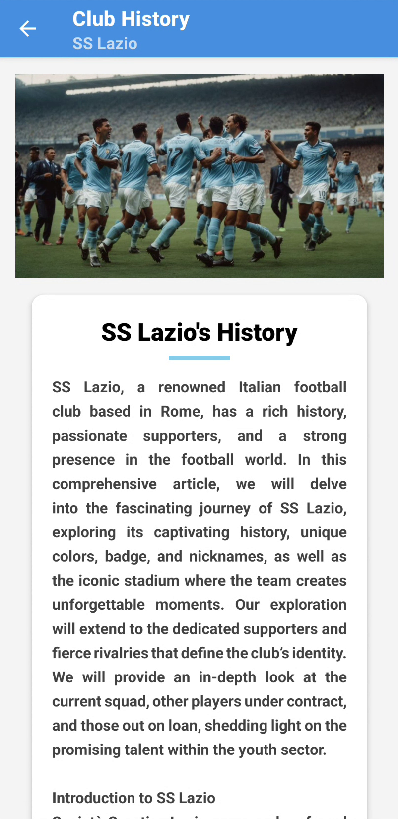 Club History
SS Lazio
SS Lazio's History
SS Lazio, a renowned Italian football
club based in Rome, has a rich history,
passionate supporters, and a strong
presence in the football world. In this
comprehensive article, we will delve
into the fascinating journey of SS Lazio,
exploring its captivating history, unique
colors, badge, and nicknames, as well as
the iconic stadium where the team creates
unforgettable moments. Our exploration
will extend to the dedicated supporters and
fierce rivalries that define the club's identity.
We will provide an in-depth look at the
current squad, other players under contract,
and those out on loan, shedding light on the
promising talent within the youth sector.
Introduction to SS Lazio